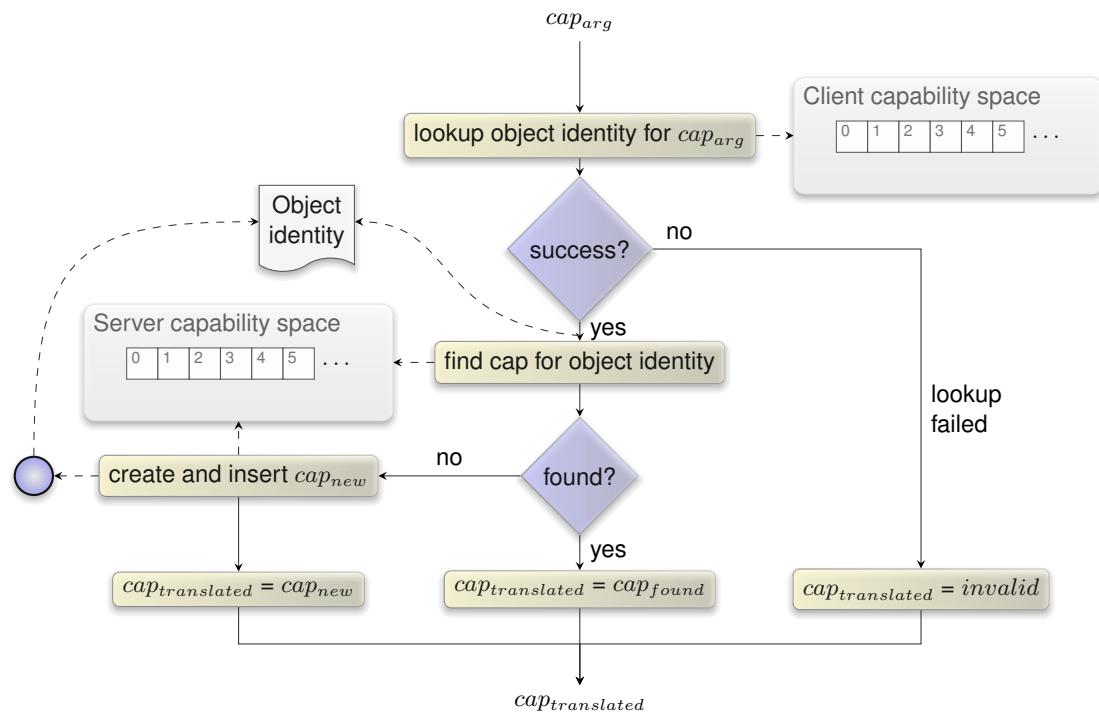 cap_arg
lookup object identity for cap_arg
Client capability space
0 1 2 3 4 5 ...
Object
identity
success?
no
yes
Server capability space
0 1 2 3 4 5 ...
find cap for object identity
lookup
failed
create and insert cap_new
no
found?
yes
cap_translated = cap_new
cap_translated = cap_found
cap_translated = invalid
cap_translated